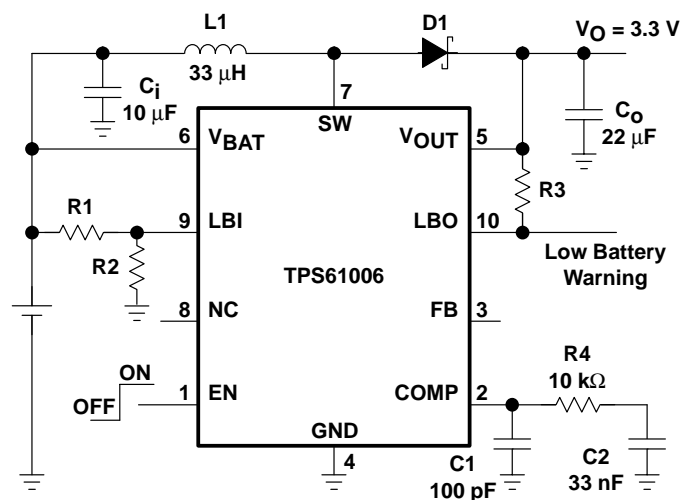 L1
33 μH
D1
VO = 3.3 V
Ci
10 μF
7
SW
Co
22 μF
6
VBAT
VOUT
5
R3
R1
9
LBI
LBO
10
R2
Low Battery
Warning
TPS61006
8
NC
FB
3
R4
10 kΩ
ON
OFF
1
EN
COMP
2
GND
4
C1
100 pF
C2
33 nF